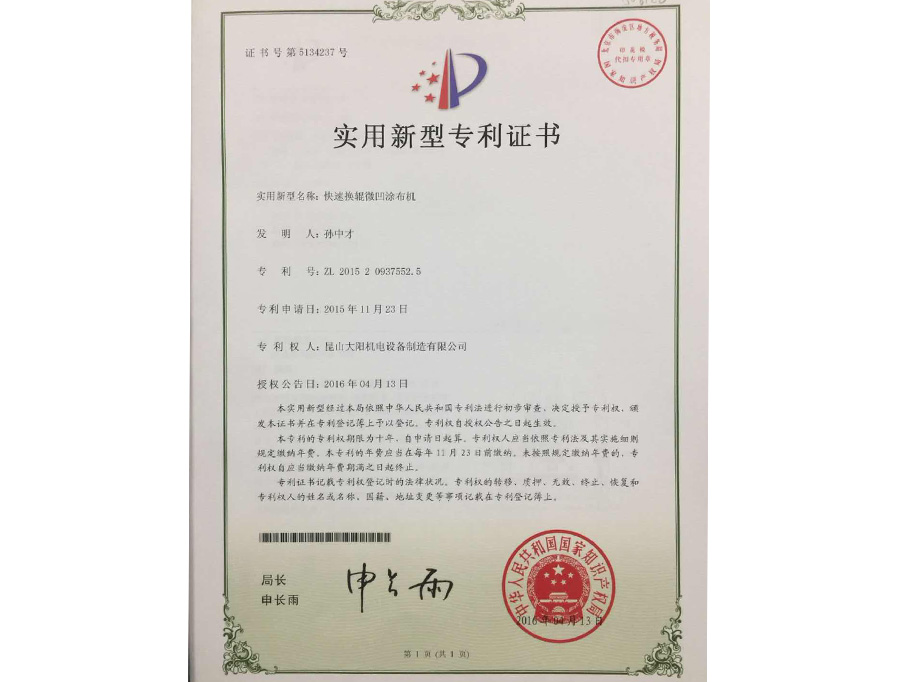 证书号第5134237号
实用新型专利证书
实用新型名称：快速换辊微凹涂布机
发明人：孙中才
专利号：ZL 2015 2 0937552.5
专利申请日：2015年11月23日
专利权人：昆山大阳机电设备制造有限公司
授权公告日：2016年04月13日
本实用新型经过本局依照中华人民共和国专利法进行初步审查，决定授予专利权，颁
发本证书并在专利登记簿上予以登记。专利权自授权公告之日起生效。
本专利的专利权期限为十年，自申请日起算。专利权人应当依照专利法及其实施细则
规定缴纳年费。本专利的年费应当在每年11月23日前缴纳。未按照规定缴纳年费的，专
利权自应当缴纳年费期满之日起终止。
专利证书记载专利权登记时的法律状况。专利权的转移、质押、无效、终止、恢复和
专利权人的姓名或名称、国籍、地址变更等事项记载在专利登记簿上。
局长
申长雨
申长雨
中华人民共和国国家知识产权局
2016年04月13日
第1页（共1页）